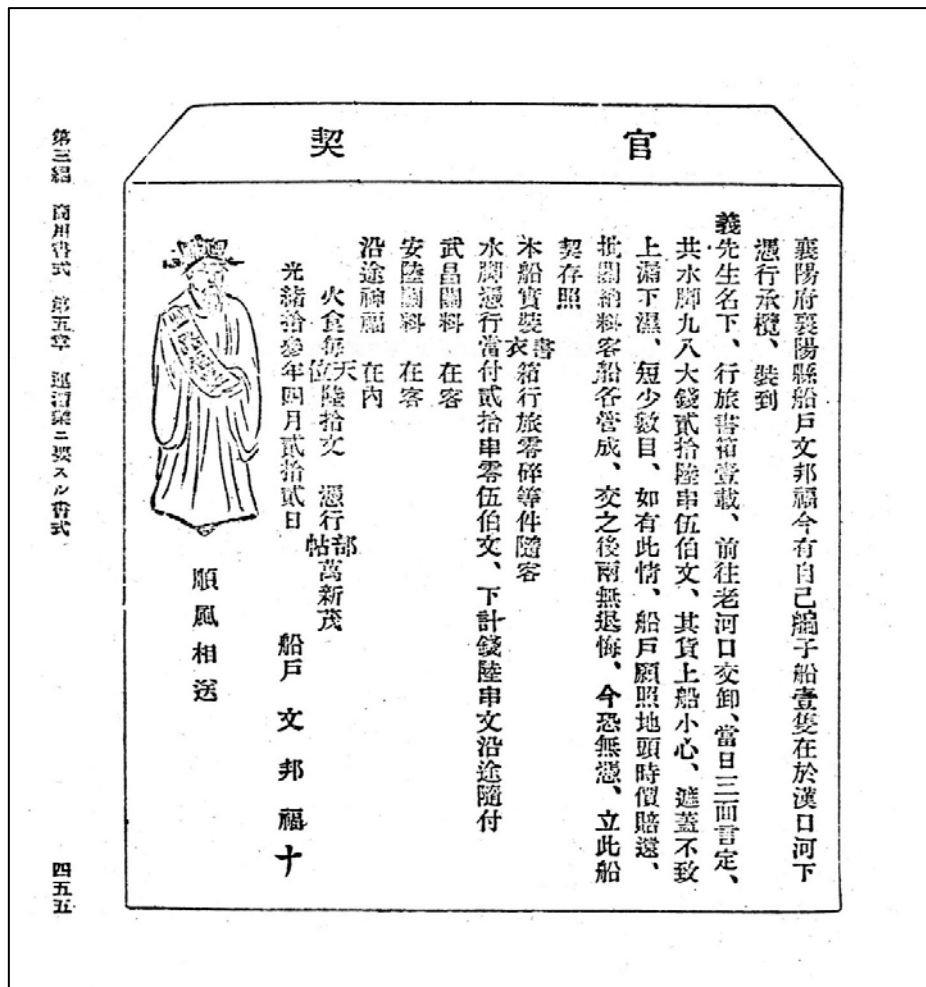 官契
襄陽府襄陽縣船戶文邦福今有自己艑子船壹隻在於漢口河下
憑行承攬、裝到
義先生名下、行旅書箱壹載、前往老河口交卸、當日三面言定、
共水脚九八大錢貳拾陸串伍伯文、其貨上船小心、遮蓋不致
上漏下濕、短少數目、如有此情、船戶願照地頭時價賠還、
批關納料客船各管成、交之後兩無退悔、今恐無憑、立此船
契存照
本船實裝書衣箱行旅零碎等件隨客
水脚憑行當付貳拾串零伍伯文、下計錢陸串文沿途隨付
武昌關料 在客
安陸關料 在客
沿途神福 在內
火食每天位陸拾文 憑行部帖萬新茂
光緒拾參年四月貳拾貳日 船戶文邦福十
順風相送
第三編 商用書式 第五章 運漕業ニ要スル書式
四五五